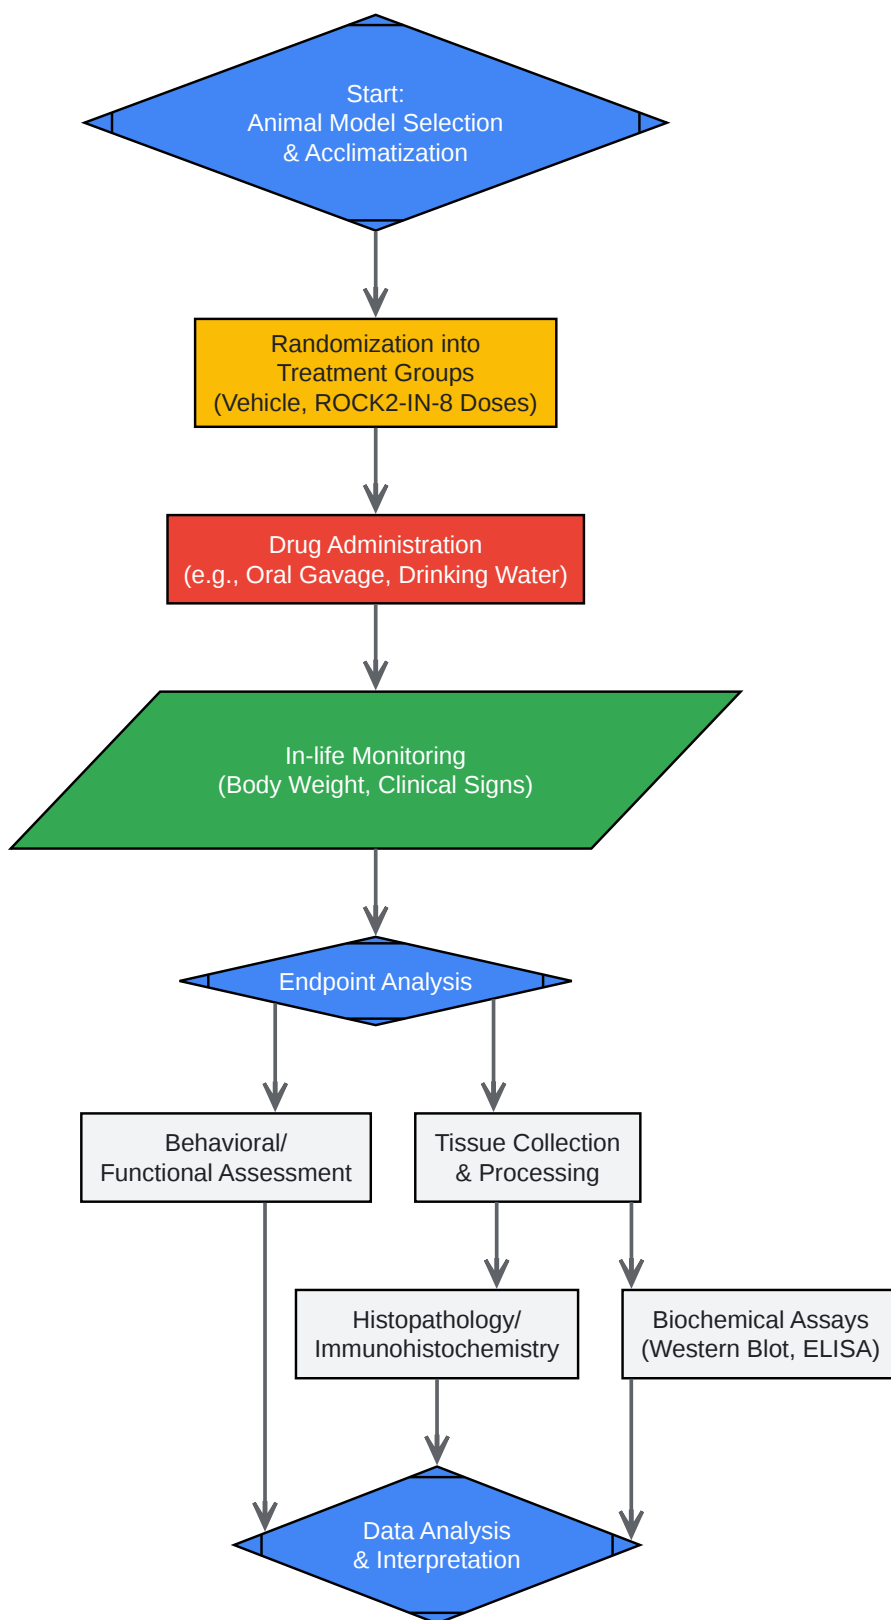 Start:
Animal Model Selection
& Acclimatization
Randomization into
Treatment Groups
(Vehicle, ROCK2-IN-8 Doses)
Drug Administration
(e.g., Oral Gavage, Drinking Water)
In-life Monitoring
(Body Weight, Clinical Signs)
Endpoint Analysis
Behavioral/
Functional Assessment
Tissue Collection
& Processing
Histopathology/
Immunohistochemistry
Biochemical Assays
(Western Blot, ELISA)
Data Analysis
& Interpretation